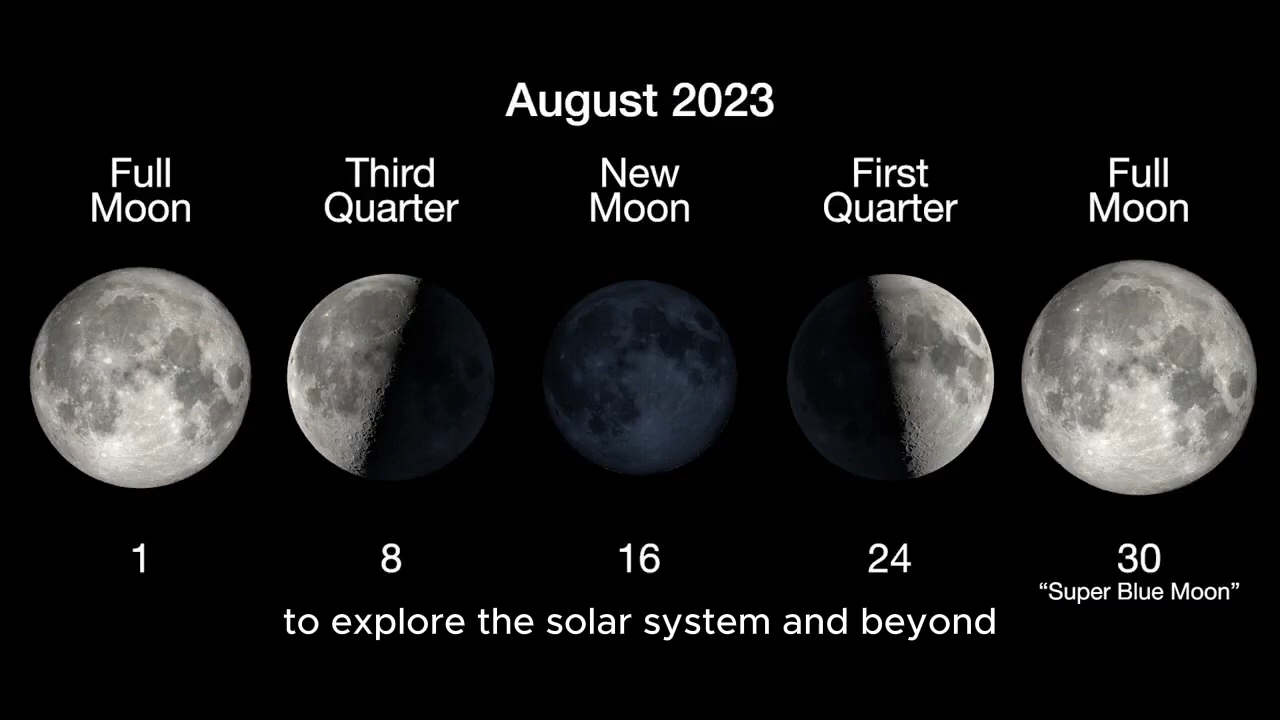 August 2023
Full
Moon
Third
Quarter
New
Moon
First
Quarter
Full
Moon
1
8
16
24
30
“Super Blue Moon”
to explore the solar system and beyond